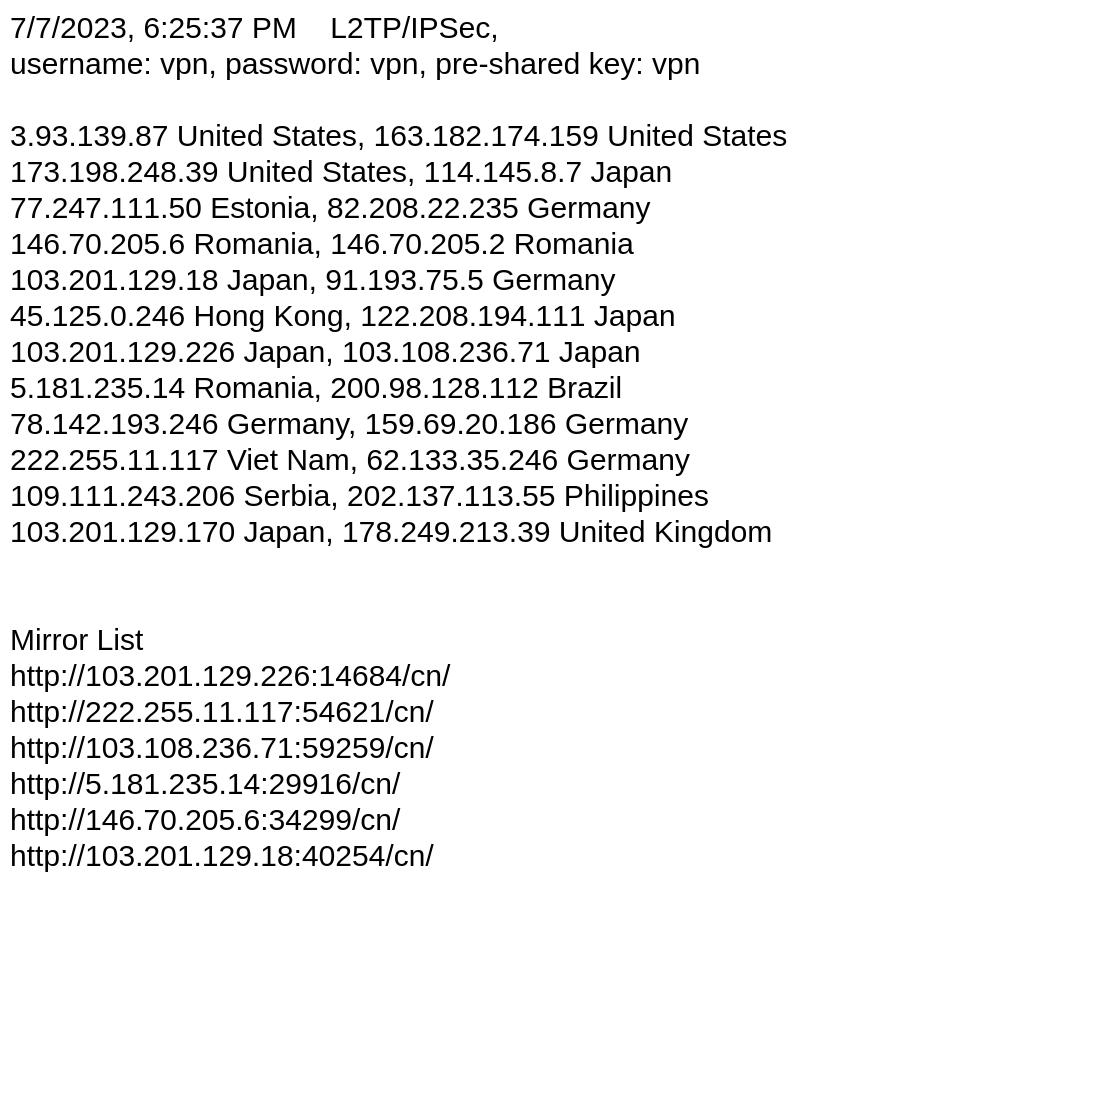 7/7/2023, 6:25:37 PM    L2TP/IPSec,
username: vpn, password: vpn, pre-shared key: vpn
3.93.139.87 United States, 163.182.174.159 United States
173.198.248.39 United States, 114.145.8.7 Japan
77.247.111.50 Estonia, 82.208.22.235 Germany
146.70.205.6 Romania, 146.70.205.2 Romania
103.201.129.18 Japan, 91.193.75.5 Germany
45.125.0.246 Hong Kong, 122.208.194.111 Japan
103.201.129.226 Japan, 103.108.236.71 Japan
5.181.235.14 Romania, 200.98.128.112 Brazil
78.142.193.246 Germany, 159.69.20.186 Germany
222.255.11.117 Viet Nam, 62.133.35.246 Germany
109.111.243.206 Serbia, 202.137.113.55 Philippines
103.201.129.170 Japan, 178.249.213.39 United Kingdom
Mirror List
http://103.201.129.226:14684/cn/
http://222.255.11.117:54621/cn/
http://103.108.236.71:59259/cn/
http://5.181.235.14:29916/cn/
http://146.70.205.6:34299/cn/
http://103.201.129.18:40254/cn/